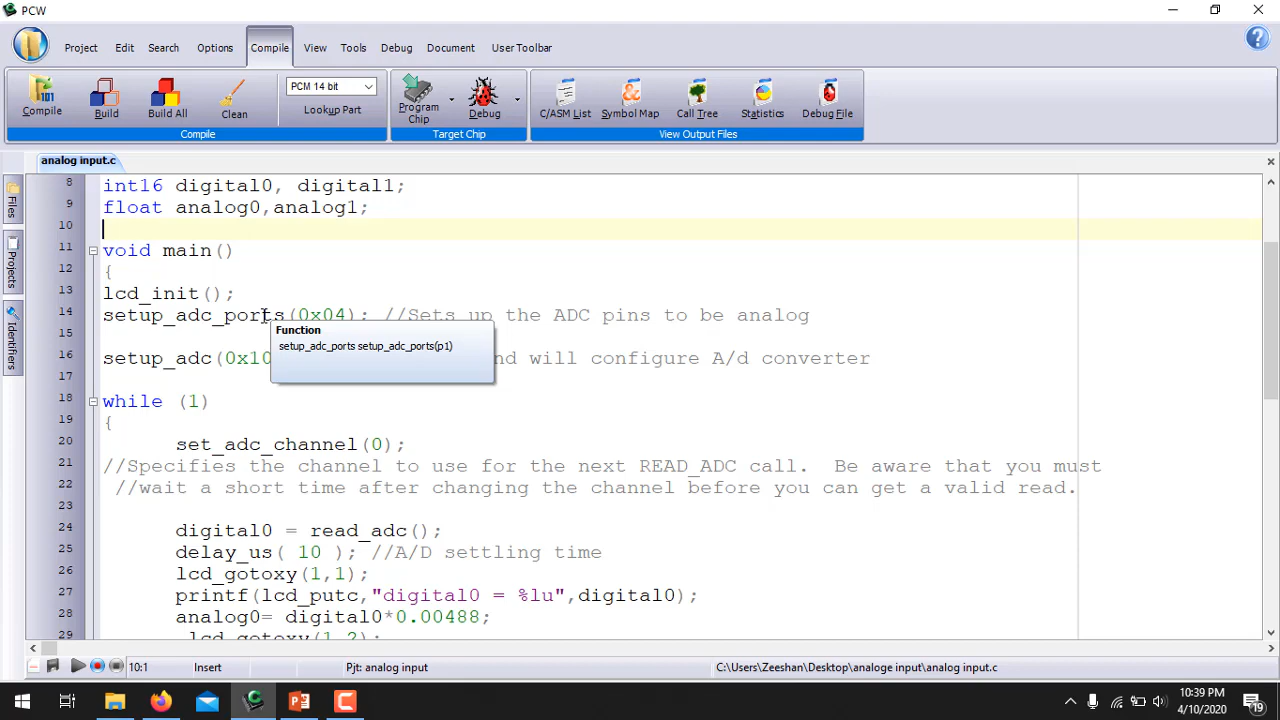 PCW
Project Edit Search Options Compile View Tools Debug Document User Toolbar
PCM 14 bit
Compile Build Build All Clean Lookup Part Program Chip Debug C/ASM List Symbol Map Call Tree Statistics Debug File
Compile Target Chip View Output Files
analog input.c
Files
Projects
Identifiers
8 int16 digital0, digital1;
9 float analog0,analog1;
10
11 void main()
12 {
13 lcd_init();
14 setup_adc_ports(0x04); //Sets up the ADC pins to be analog
Function
setup_adc_ports setup_adc_ports(p1)
15
16 setup_adc(0x10 nd will configure A/d converter
17
18 while (1)
19 {
20 set_adc_channel(0);
21 //Specifies the channel to use for the next READ_ADC call. Be aware that you must
22 //wait a short time after changing the channel before you can get a valid read.
23
24 digital0 = read_adc();
25 delay_us( 10 ); //A/D settling time
26 lcd_gotoxy(1,1);
27 printf(lcd_putc,"digital0 = %lu",digital0);
28 analog0= digital0*0.00488;
29 lcd_gotoxy(1,2);
10:1 Insert Pjt: analog input C:\Users\Zeeshan\Desktop\analoge input\analog input.c
10:39 PM
4/10/2020
19